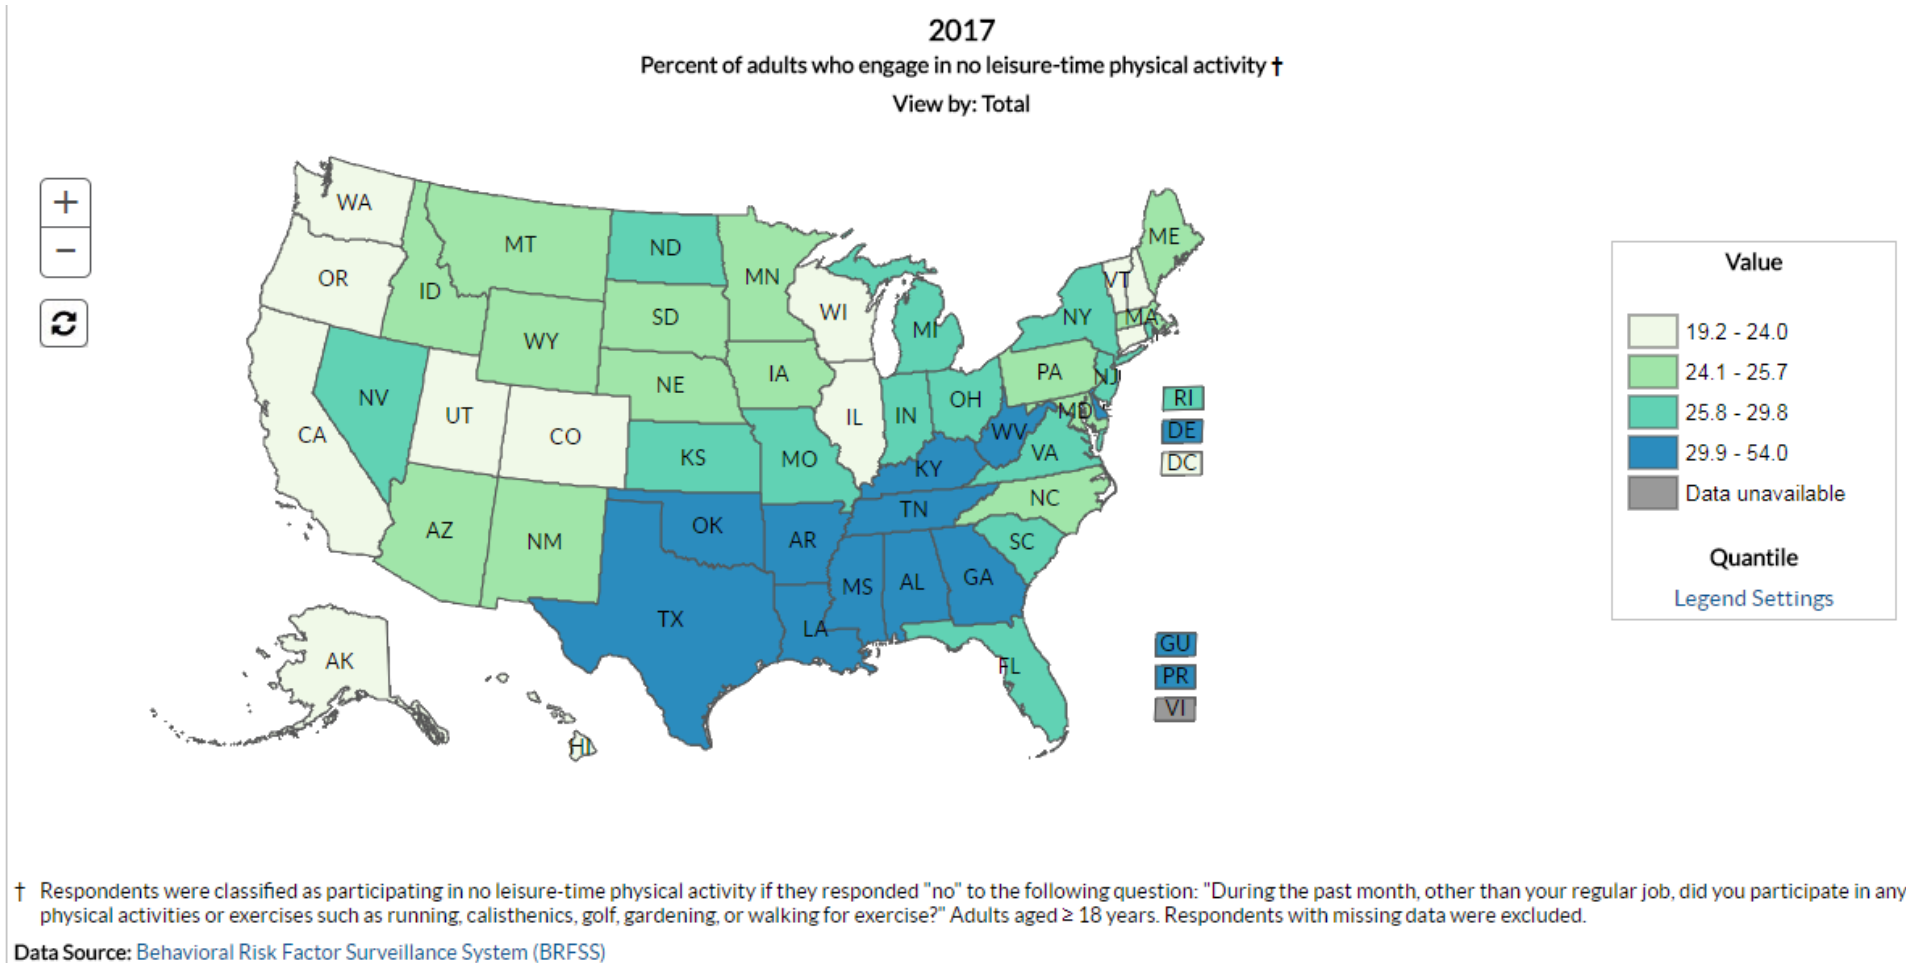 2017
Percent of adults who engage in no leisure-time physical activity †
View by: Total
+
−
WA
OR
CA
ID
NV
MT
WY
UT
AZ
CO
NM
ND
SD
NE
KS
OK
TX
MN
IA
MO
AR
LA
WI
IL
MS
MI
IN
KY
TN
AL
OH
WV
GA
FL
SC
NC
VA
PA
NY
VT
ME
MA
NJ
MD
AK
HI
RI
DE
DC
GU
PR
VI
Value
19.2 - 24.0
24.1 - 25.7
25.8 - 29.8
29.9 - 54.0
Data unavailable
Quantile
Legend Settings
† Respondents were classified as participating in no leisure-time physical activity if they responded "no" to the following question: "During the past month, other than your regular job, did you participate in any
physical activities or exercises such as running, calisthenics, golf, gardening, or walking for exercise?" Adults aged ≥ 18 years. Respondents with missing data were excluded.
Data Source: Behavioral Risk Factor Surveillance System (BRFSS)